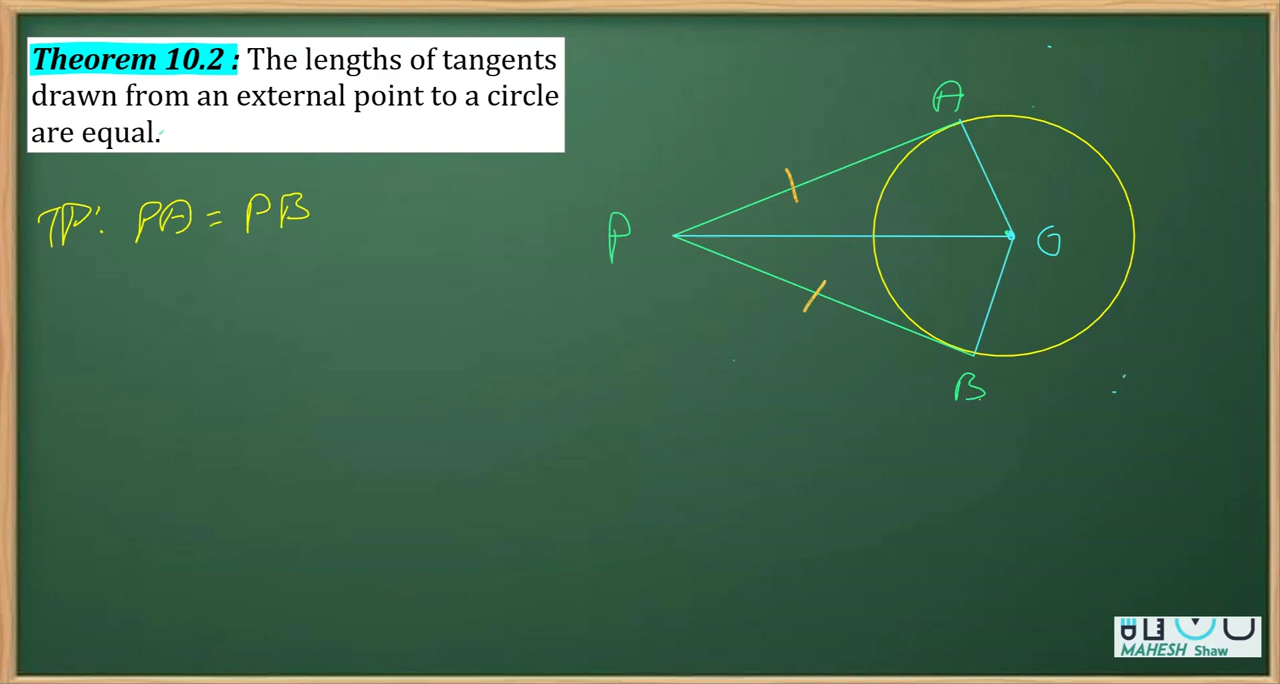 Theorem 10.2 : The lengths of tangents
drawn from an external point to a circle
are equal.
TP: PA = PB
A
P
O
B
MAHESH Shaw